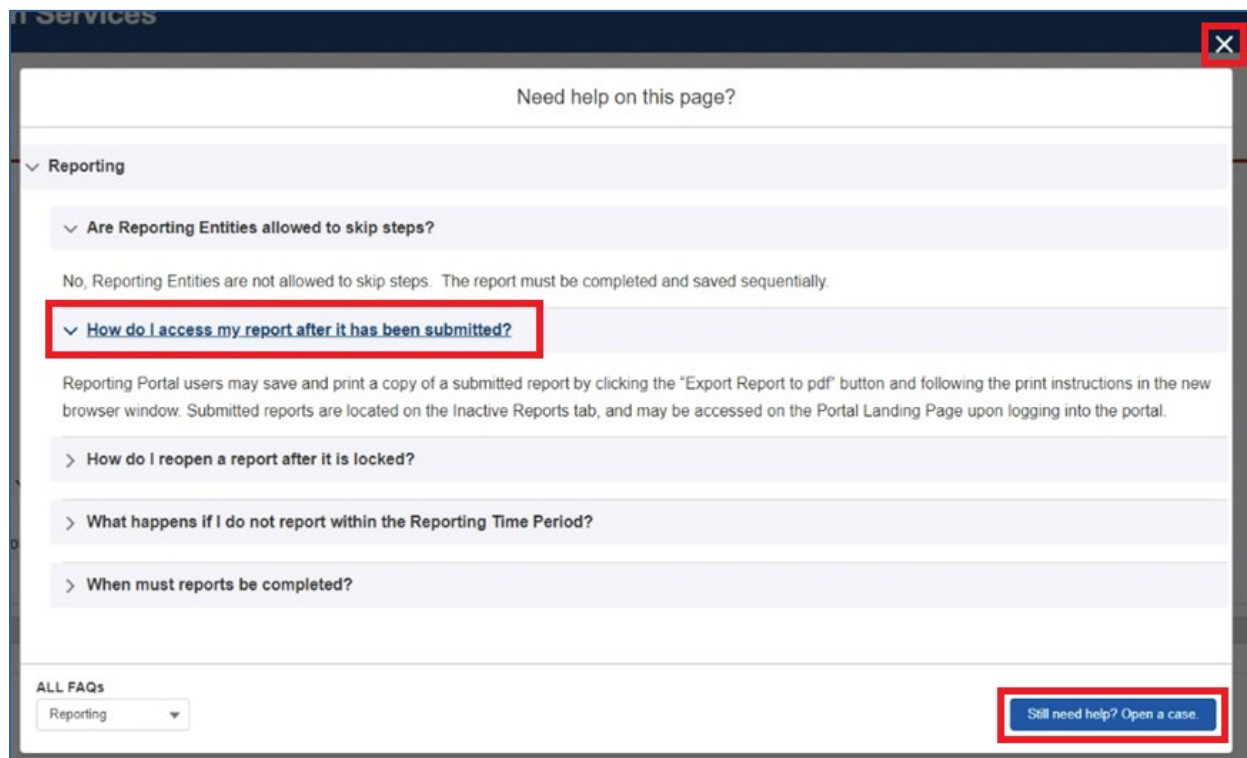 n Services
Need help on this page?
Reporting
Are Reporting Entities allowed to skip steps?
No, Reporting Entities are not allowed to skip steps. The report must be completed and saved sequentially.
How do I access my report after it has been submitted?
Reporting Portal users may save and print a copy of a submitted report by clicking the "Export Report to pdf" button and following the print instructions in the new
browser window. Submitted reports are located on the Inactive Reports tab, and may be accessed on the Portal Landing Page upon logging into the portal.
How do I reopen a report after it is locked?
What happens if I do not report within the Reporting Time Period?
When must reports be completed?
ALL FAQs
Reporting
Still need help? Open a case.